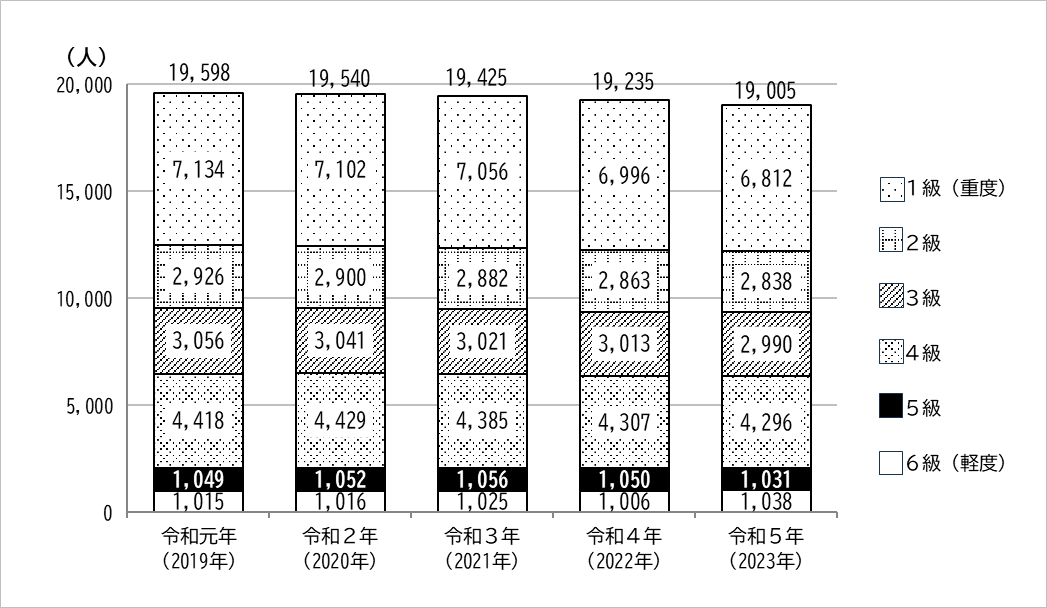 （人）
19,598 19,540 19,425 19,235 19,005
20,000
7,134 7,102 7,056 6,996 6,812
15,000
１級（重度）
２級
2,926 2,900 2,882 2,863 2,838
10,000
３級
3,056 3,041 3,021 3,013 2,990
４級
5,000
５級
4,418 4,429 4,385 4,307 4,296
６級（軽度）
1,049 1,052 1,056 1,050 1,031
1,015 1,016 1,025 1,006 1,038
0
令和元年 令和２年 令和３年 令和４年 令和５年
（2019年） （2020年） （2021年） （2022年） （2023年）